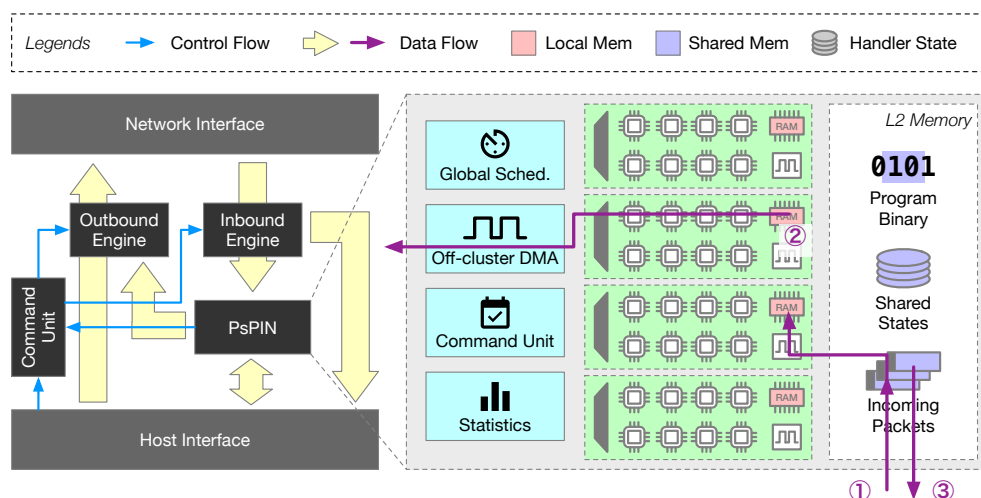 Legends Control Flow Data Flow Local Mem Shared Mem Handler State
Network Interface
Outbound
Engine
Inbound
Engine
Command
Unit
PsPIN
Host Interface
Global Sched.
Off-cluster DMA
Command Unit
Statistics
RAM
RAM
②
RAM
RAM
L2 Memory
0101
Program
Binary
Shared
States
Incoming
Packets
① ③